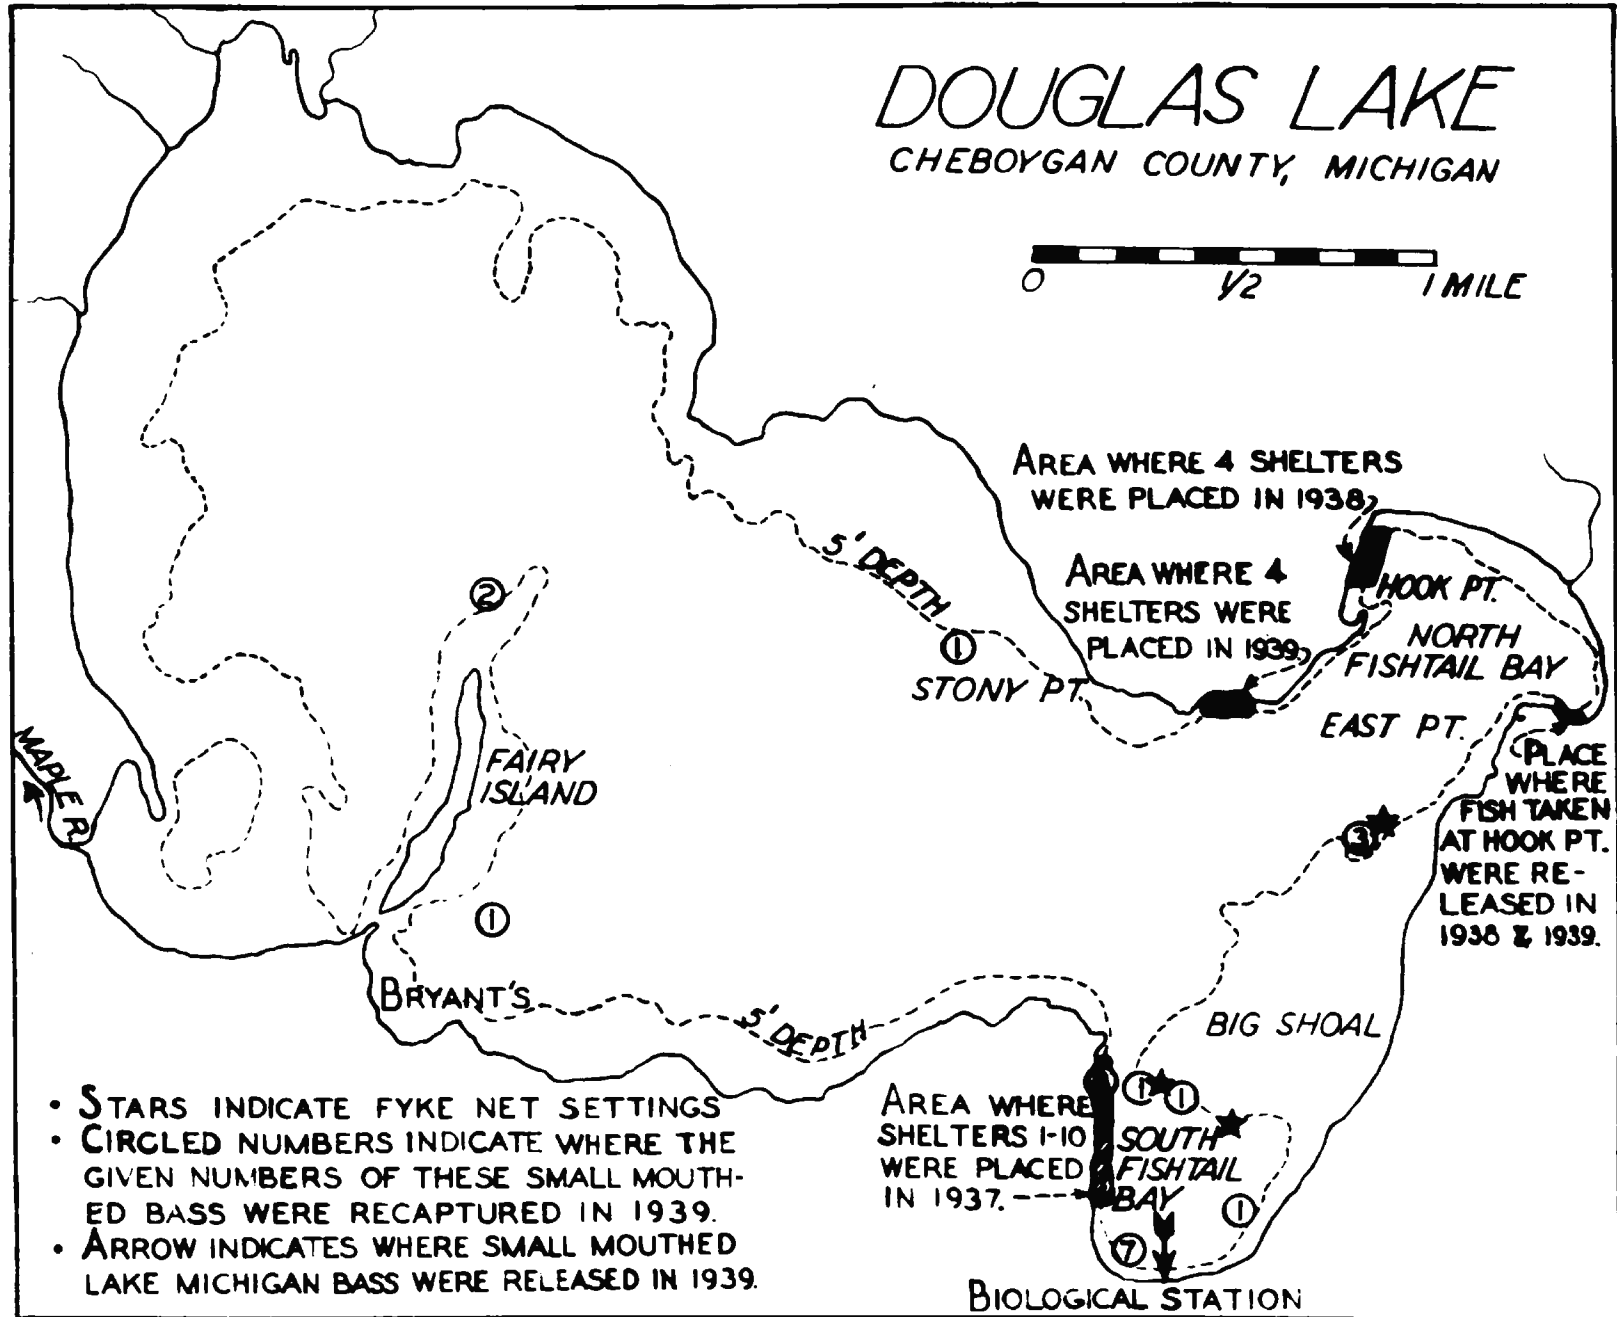 DOUGLAS LAKE
CHEBOYGAN COUNTY, MICHIGAN
0 1/2 1 MILE
AREA WHERE 4 SHELTERS
WERE PLACED IN 1938
AREA WHERE 4
SHELTERS WERE
PLACED IN 1939
HOOK PT.
NORTH
FISHTAIL BAY
5' DEPTH
2
1
STONY PT.
EAST PT.
MAPLE R.
FAIRY
ISLAND
PLACE
WHERE
FISH TAKEN
AT HOOK PT.
WERE RE-
LEASED IN
1938 & 1939.
3
1
BRYANT'S
5' DEPTH
BIG SHOAL
1
1
AREA WHERE
SHELTERS 1-10
WERE PLACED
IN 1937.
SOUTH
FISHTAIL
BAY
1
7
BIOLOGICAL STATION
• STARS INDICATE FYKE NET SETTINGS
• CIRCLED NUMBERS INDICATE WHERE THE
GIVEN NUMBERS OF THESE SMALL MOUTH-
ED BASS WERE RECAPTURED IN 1939.
• ARROW INDICATES WHERE SMALL MOUTHED
LAKE MICHIGAN BASS WERE RELEASED IN 1939.